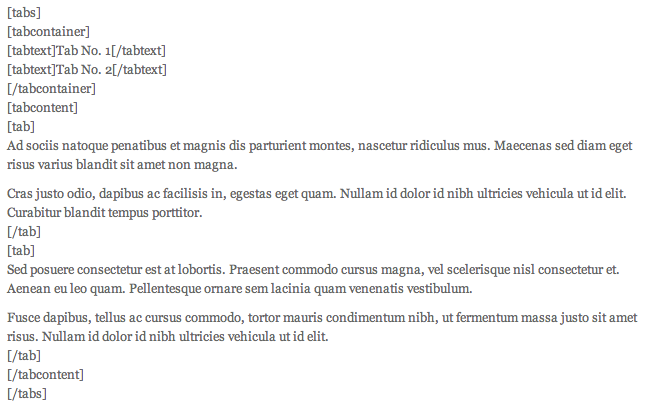 [tabs]
[tabcontainer]
[tabtext]Tab No. 1[/tabtext]
[tabtext]Tab No. 2[/tabtext]
[/tabcontainer]
[tabcontent]
[tab]
Ad sociis natoque penatibus et magnis dis parturient montes, nascetur ridiculus mus. Maecenas sed diam eget
risus varius blandit sit amet non magna.
Cras justo odio, dapibus ac facilisis in, egestas eget quam. Nullam id dolor id nibh ultricies vehicula ut id elit.
Curabitur blandit tempus porttitor.
[/tab]
[tab]
Sed posuere consectetur est at lobortis. Praesent commodo cursus magna, vel scelerisque nisl consectetur et.
Aenean eu leo quam. Pellentesque ornare sem lacinia quam venenatis vestibulum.
Fusce dapibus, tellus ac cursus commodo, tortor mauris condimentum nibh, ut fermentum massa justo sit amet
risus. Nullam id dolor id nibh ultricies vehicula ut id elit.
[/tab]
[/tabcontent]
[/tabs]